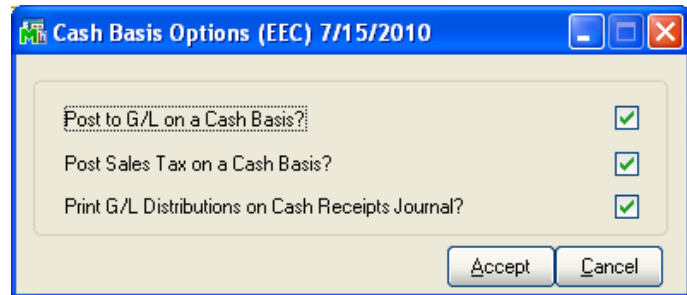 Cash Basis Options (EEC) 7/15/2010
Post to G/L on a Cash Basis?
Post Sales Tax on a Cash Basis?
Print G/L Distributions on Cash Receipts Journal?
Accept Cancel